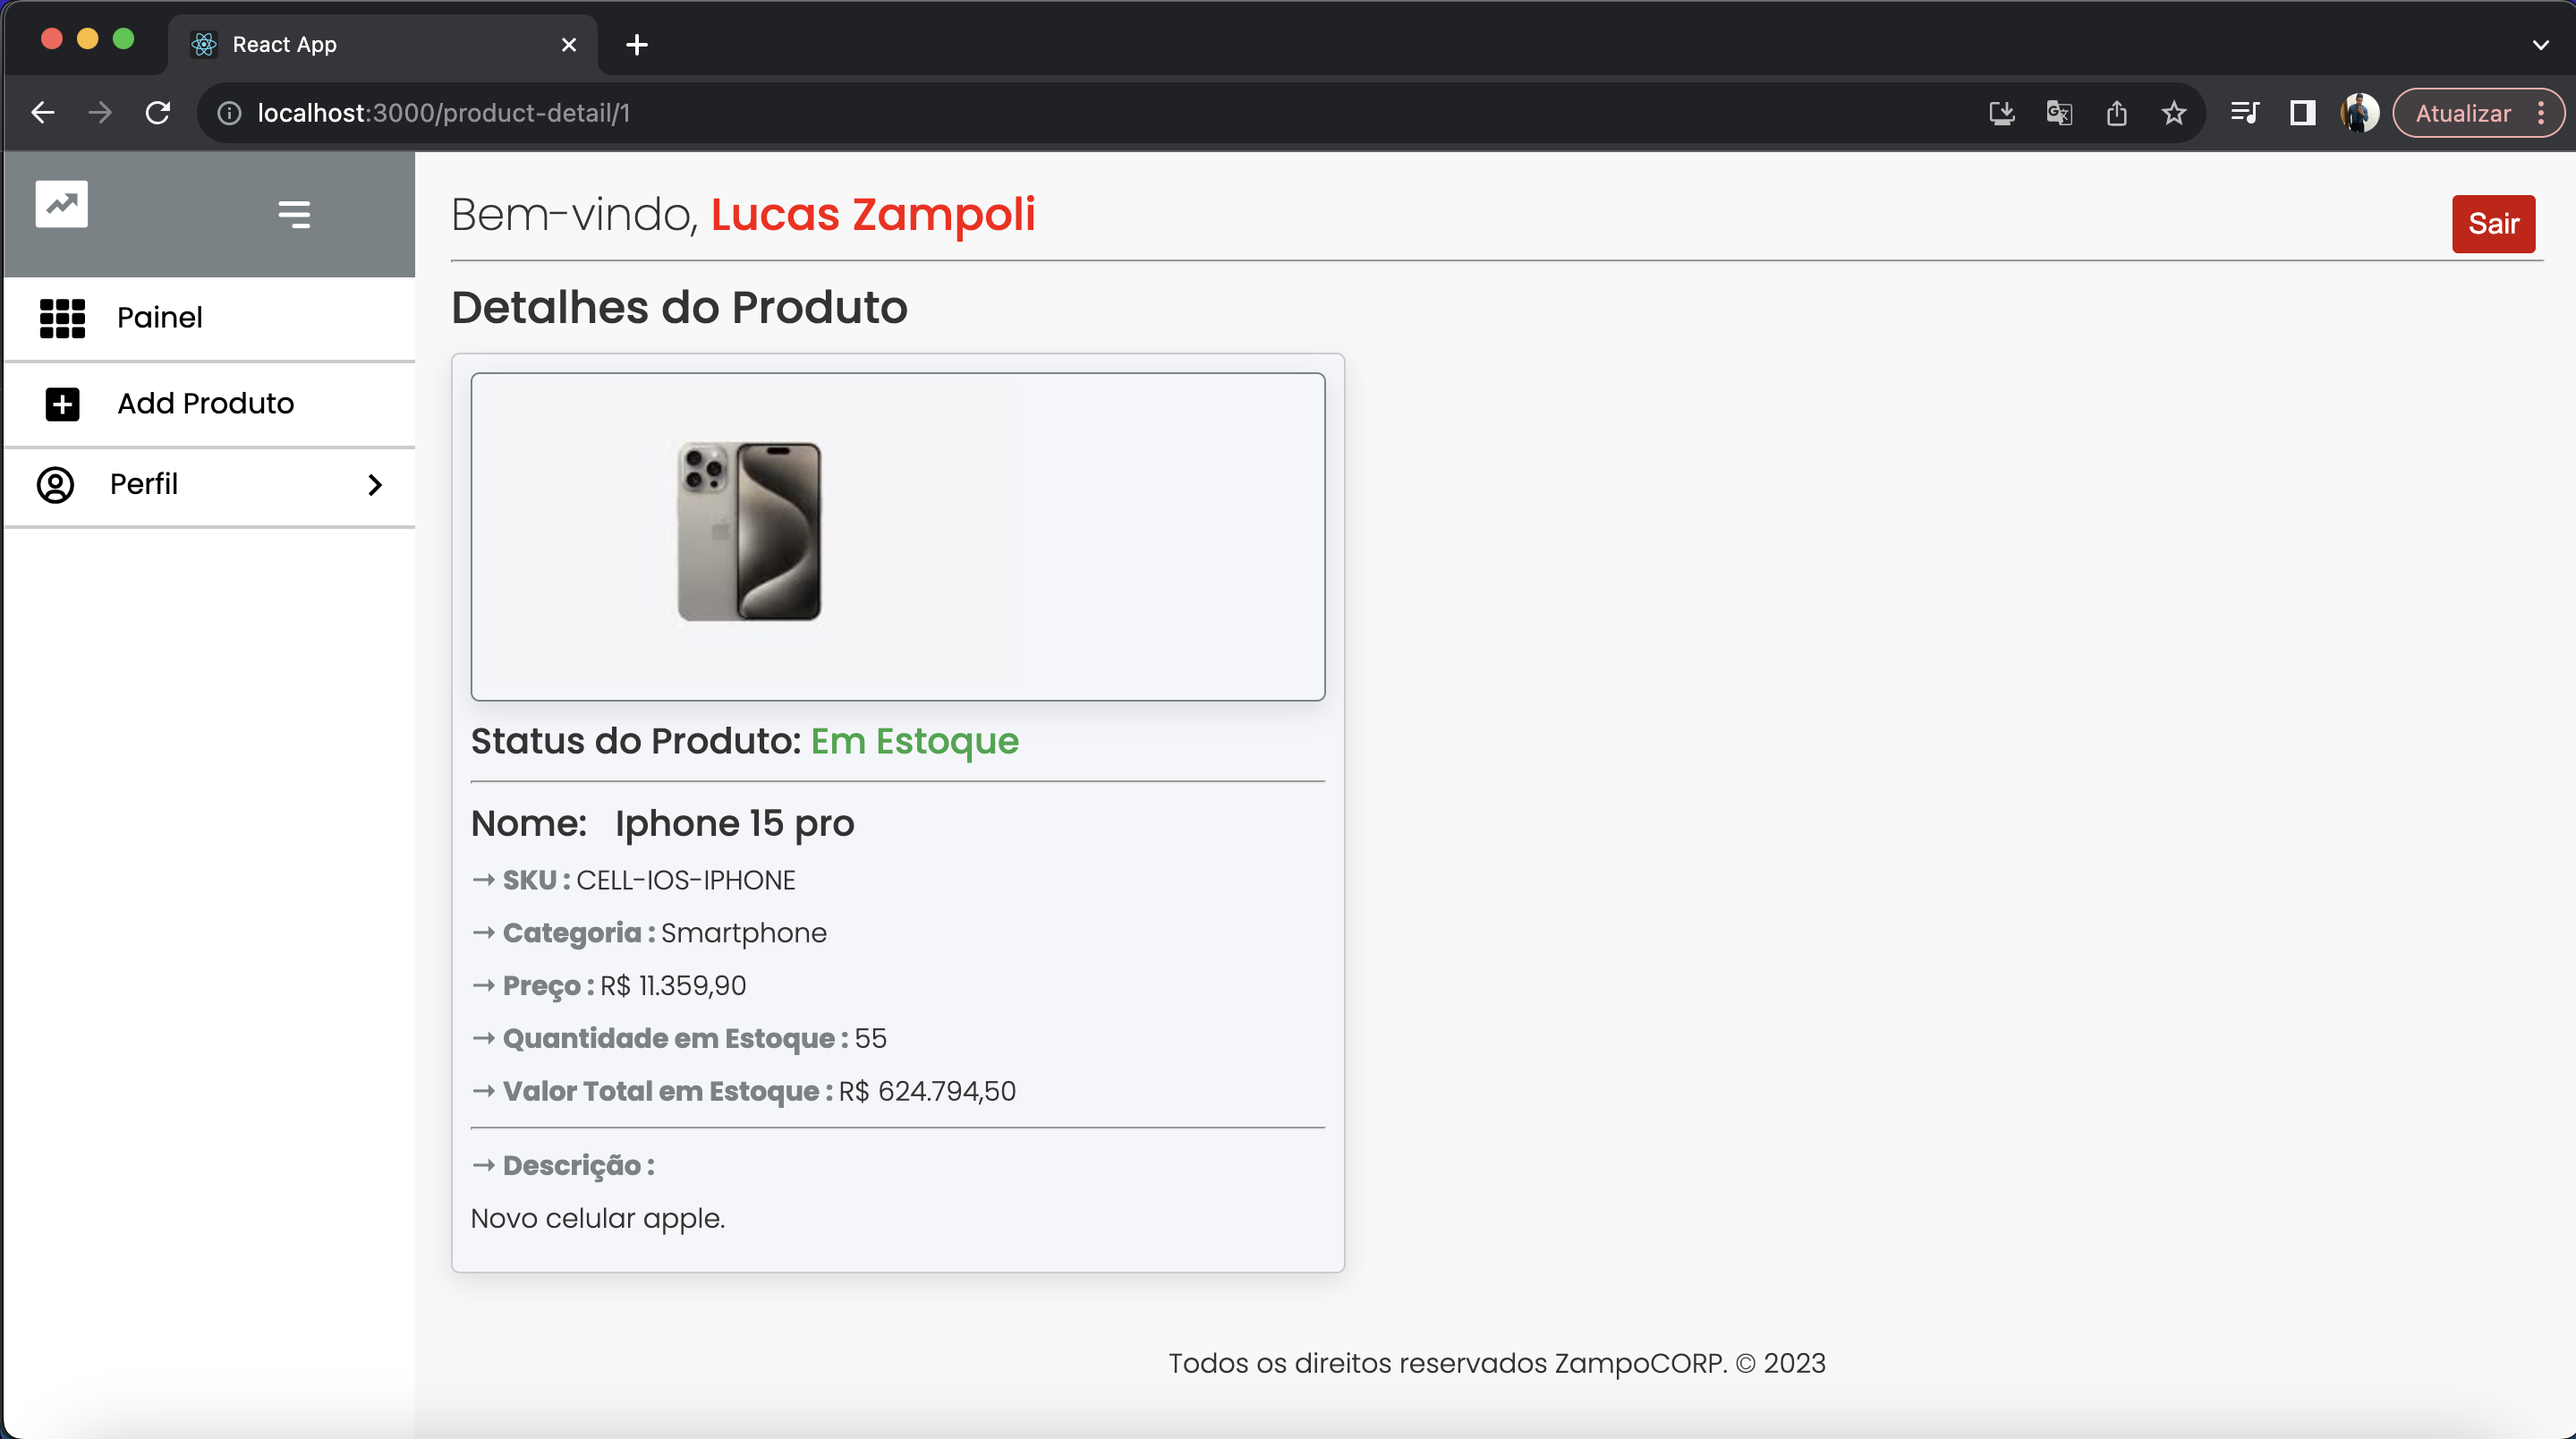 React App
localhost:3000/product-detail/1
Atualizar
Bem-vindo, Lucas Zampoli
Sair
Painel
Add Produto
Perfil
Detalhes do Produto
Status do Produto: Em Estoque
Nome: Iphone 15 pro
→ SKU : CELL-IOS-IPHONE
→ Categoria : Smartphone
→ Preço : R$ 11.359,90
→ Quantidade em Estoque : 55
→ Valor Total em Estoque : R$ 624.794,50
→ Descrição :
Novo celular apple.
Todos os direitos reservados ZampoCORP. © 2023